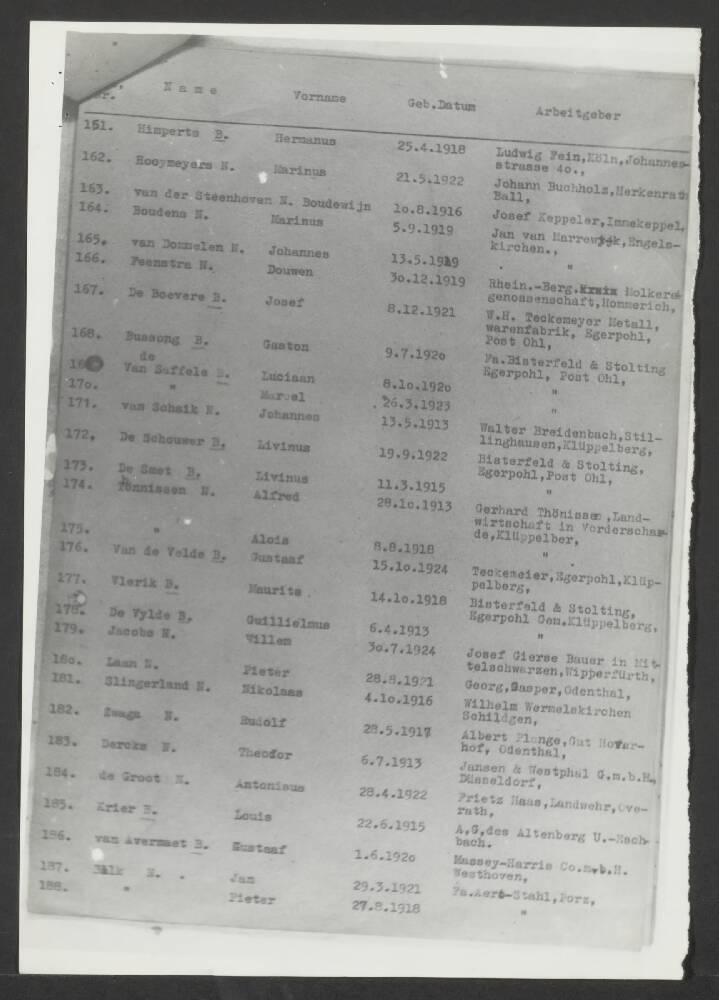 Nr. Name Vorname Geb.Datum Arbeitgeber
151. Himperts B. Hermanus 25.4.1918 Ludwig Fein,Köln,Johannes-
strasse 4o.,
162. Rooymeyers N. Marinus 21.5.1922 Johann Buchholz,Herkenrath
Ball,
163. van der Steenhoven N. Boudewijn 1o.8.1916 Josef Keppeler,Immekeppel,
164. Boudens N. Marinus 5.9.1919 Jan van Marrewyjk,Engels-
kirchen.,
165. van Dommelen N. Johannes 13.5.1919 "
166. Feenstra N. Douwen 3o.12.1919 Rhein.-Berg. Molkerei
genossenschaft,Hommerich,
167. De Boevere B. Josef 8.12.1921 W.H. Teckemeyer Metall,
warenfabrik, Egerpohl,
Post Ohl,
168. Bussong B. Gaston 9.7.192o Fa.Bisterfeld & Stolting
Egerpohl, Post Ohl,
de
16 Van Saffele B. Luciaan 8.1o.192o "
17o. " Marcel 26.3.1923 "
171. van Schaik N. Johannes 13.5.1913 Walter Breidenbach,Stil-
linghausen,Klüppelberg,
172. De Schouwer B. Livinus 19.9.1922 Bisterfeld & Stolting,
Egerpohl,Post Ohl,
173. De Smet B. Livinus 11.3.1915 "
174. Tönnissen N. Alfred 28.1o.1913 Gerhard Thönissen,Land-
wirtschaft in Vorderscha
de,Klüppelber,
175. " Alois 8.8.1918 "
176. Van de Velde B. Gustaaf 15.1o.1924 Teckemeier,Egerpohl,Klüp-
pelberg,
177. Vlerik B. Maurits 14.1o.1918 Bisterfeld & Stolting,
Egerpohl Gem.Klüppelberg,
178. De Vylde B. Guillielmus 6.4.1913 "
179. Jacobs N. Willem 3o.7.1924 Josef Gierse Bauer in Mit-
telschwarzen,Wipperfürth,
18o. Laan N. Pieter 28.8.1921 Georg,Gasper,Odenthal,
181. Slingerland N. Nikolaas 4.1o.1916 Wilhelm Wermelskirchen
Schildgen,
182. Zwaga N. Rudolf 28.5.1917 Albert Plonge,Gut
hof, Odenthal,
183. Dercks N. Theodor 6.7.1913 Jansen & Westphal G.m.b.H.,
Düsseldorf,
184. de Groot N. Antonious 28.4.1922 Frietz Haas,Landwehr,Ove-
rath,
185. Krier B. Louis 22.6.1915 A,G,des Altenberg U.-Esch-
bach.
186. van Avermaet B. Gustaaf 1.6.192o Massey-Harris Co.m.b.H.
Westhoven,
187. Balk N. Jan 29.3.1921 Fa.Aero-Stahl,Porz,
188. " Pieter 27.8.1918 "